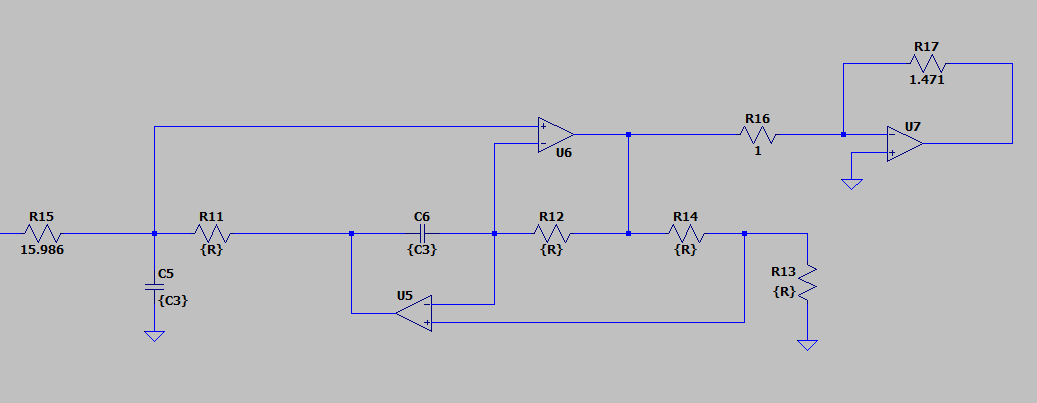 R17
1.471
R16
1
U7
+
-
U6
+
-
R15
15.986
R11
{R}
C6
{C3}
R12
{R}
R14
{R}
C5
{C3}
U5
-
+
R13
{R}